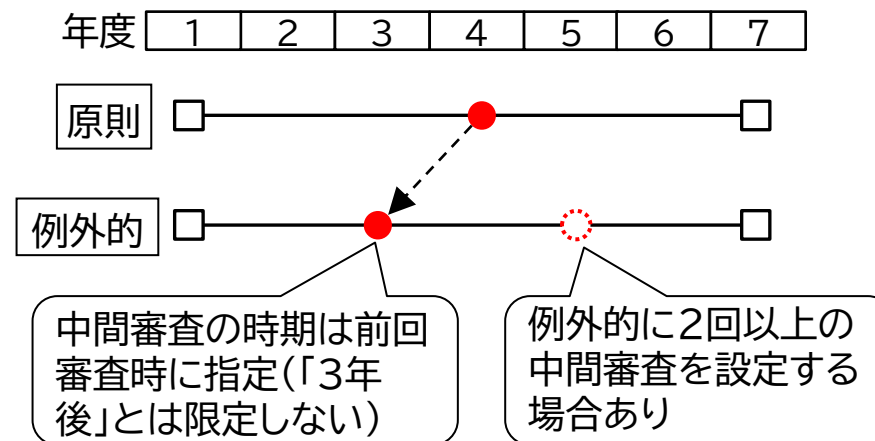 年度 1 2 3 4 5 6 7
原則
例外的
中間審査の時期は前回
審査時に指定(「3年
後」とは限定しない)
例外的に2回以上の
中間審査を設定する
場合あり